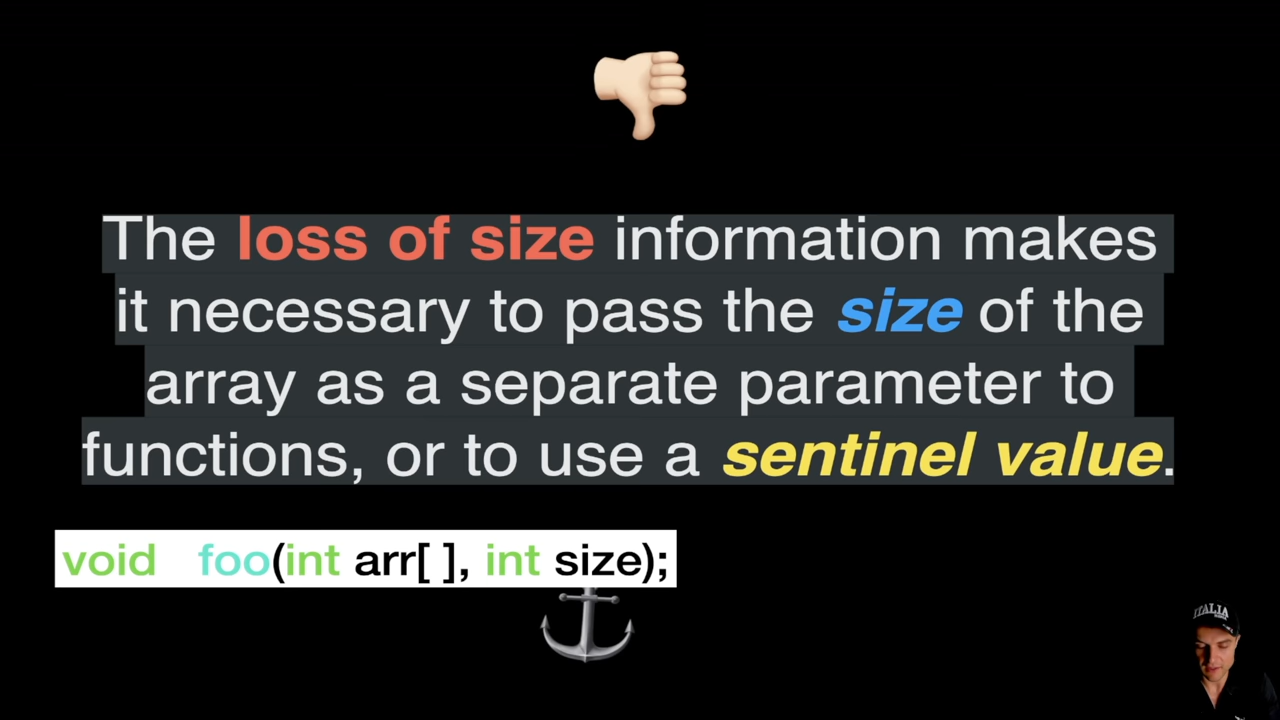 The loss of size information makes
it necessary to pass the size of the
array as a separate parameter to
functions, or to use a sentinel value.
void foo(int arr[ ], int size);
ITALIA